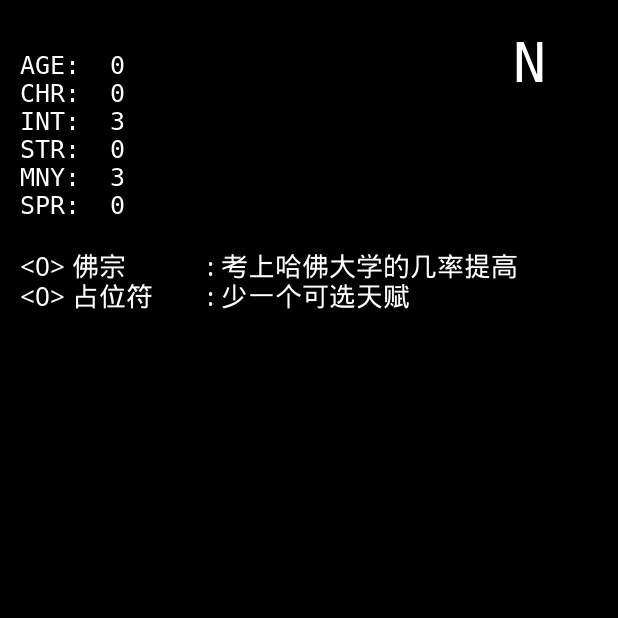 N
AGE: 0
CHR: 0
INT: 3
STR: 0
MNY: 3
SPR: 0
<O> 佛宗 :考上哈佛大学的几率提高
<O> 占位符 :少一个可选天赋